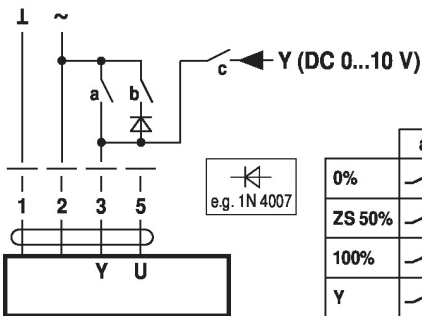 ⊥ ~
a b c Y (DC 0...10 V)
1 2 3 5
e.g. 1N 4007
Y U
0%
ZS 50%
100%
Y